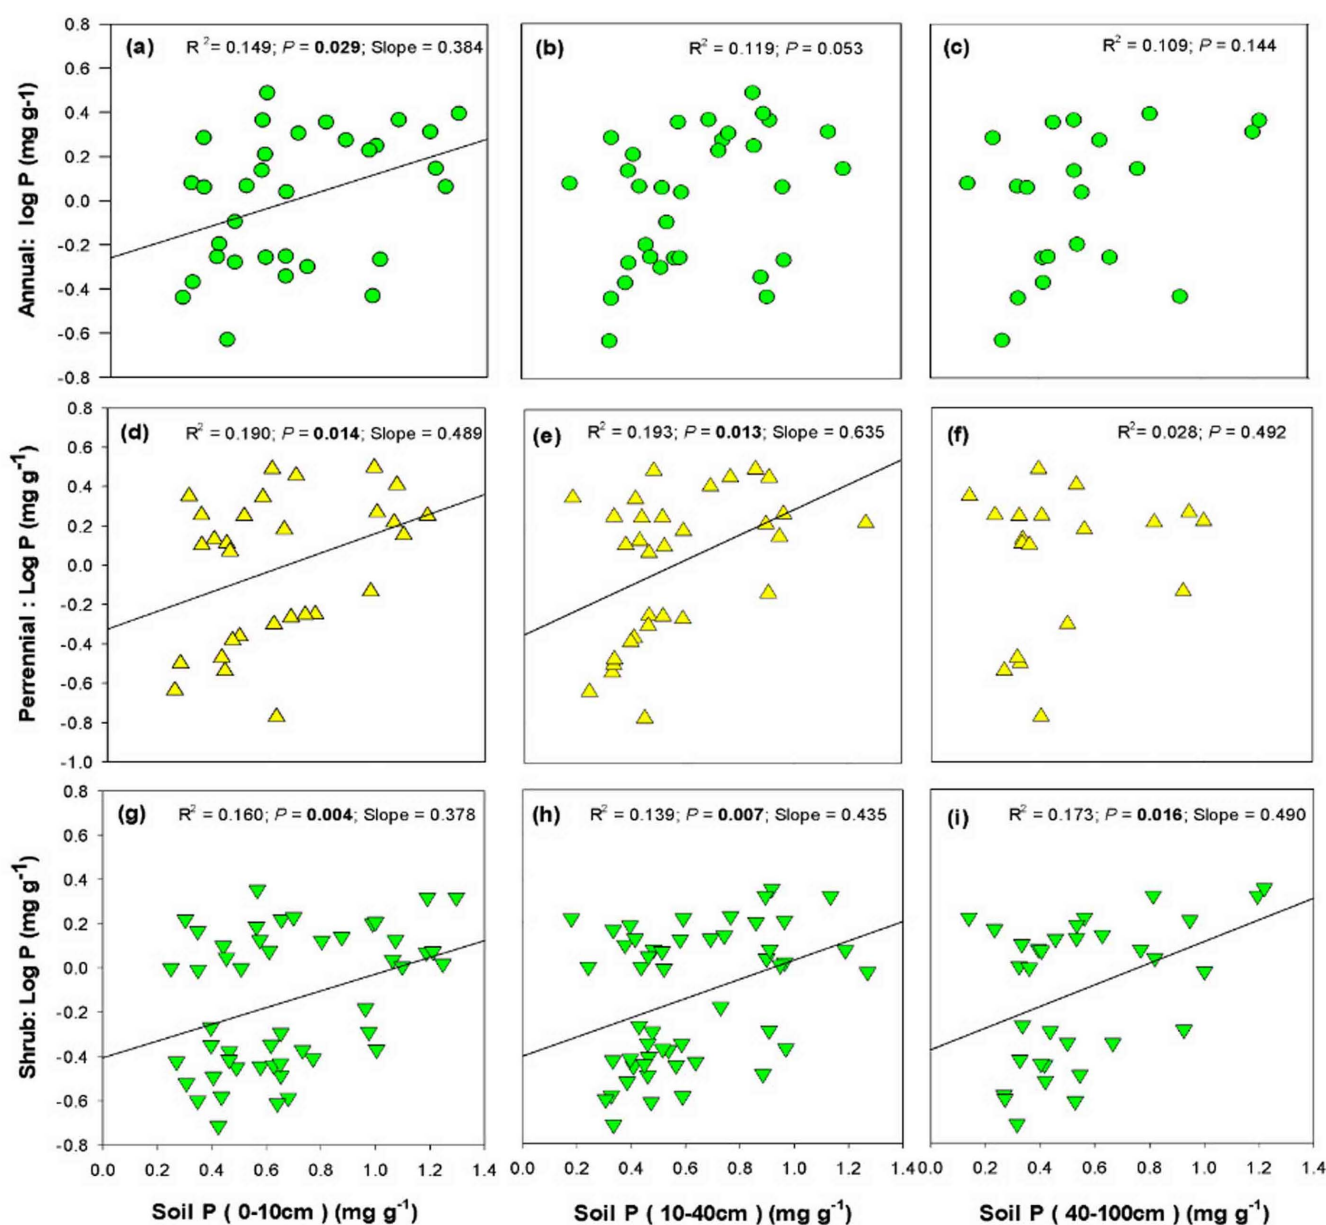 (a) R² = 0.149; P = 0.029; Slope = 0.384
(b) R² = 0.119; P = 0.053
(c) R² = 0.109; P = 0.144
0.8
0.6
0.4
0.2
0.0
-0.2
-0.4
-0.6
-0.8
Annual: log P (mg g-1)
(d) R² = 0.190; P = 0.014; Slope = 0.489
(e) R² = 0.193; P = 0.013; Slope = 0.635
(f) R² = 0.028; P = 0.492
0.8
0.6
0.4
0.2
0.0
-0.2
-0.4
-0.6
-0.8
-1.0
Perrennial : Log P (mg g⁻¹)
(g) R² = 0.160; P = 0.004; Slope = 0.378
(h) R² = 0.139; P = 0.007; Slope = 0.435
(i) R² = 0.173; P = 0.016; Slope = 0.490
0.8
0.6
0.4
0.2
0.0
-0.2
-0.4
-0.6
-0.8
Shrub: Log P (mg g⁻¹)
0.0 0.2 0.4 0.6 0.8 1.0 1.2 1.4
0.0 0.2 0.4 0.6 0.8 1.0 1.2 1.4
0.0 0.2 0.4 0.6 0.8 1.0 1.2 1.4
Soil P ( 0-10cm ) (mg g⁻¹)
Soil P ( 10-40cm ) (mg g⁻¹)
Soil P ( 40-100cm ) (mg g⁻¹)